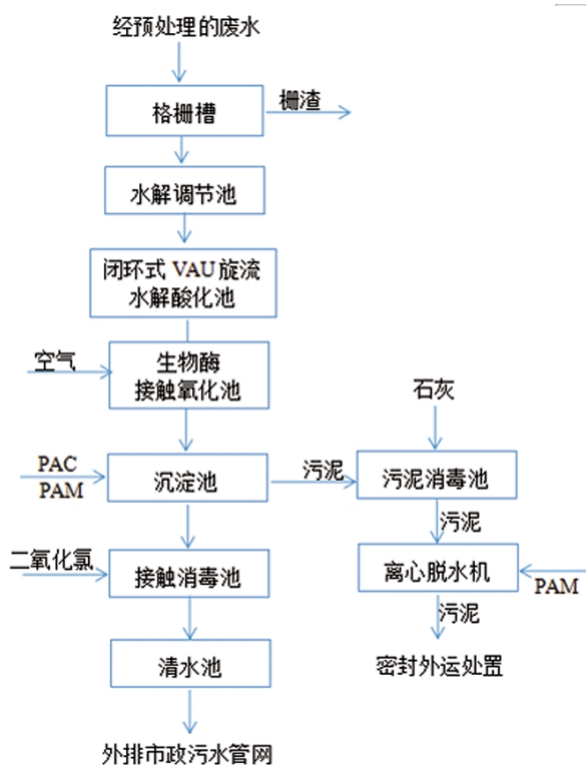 经预处理的废水
格栅槽
栅渣
水解调节池
闭环式 VAU 旋流
水解酸化池
空气
生物酶
接触氧化池
石灰
PAC
PAM
沉淀池
污泥
污泥消毒池
污泥
二氧化氯
接触消毒池
离心脱水机
PAM
污泥
清水池
密封外运处置
外排市政污水管网